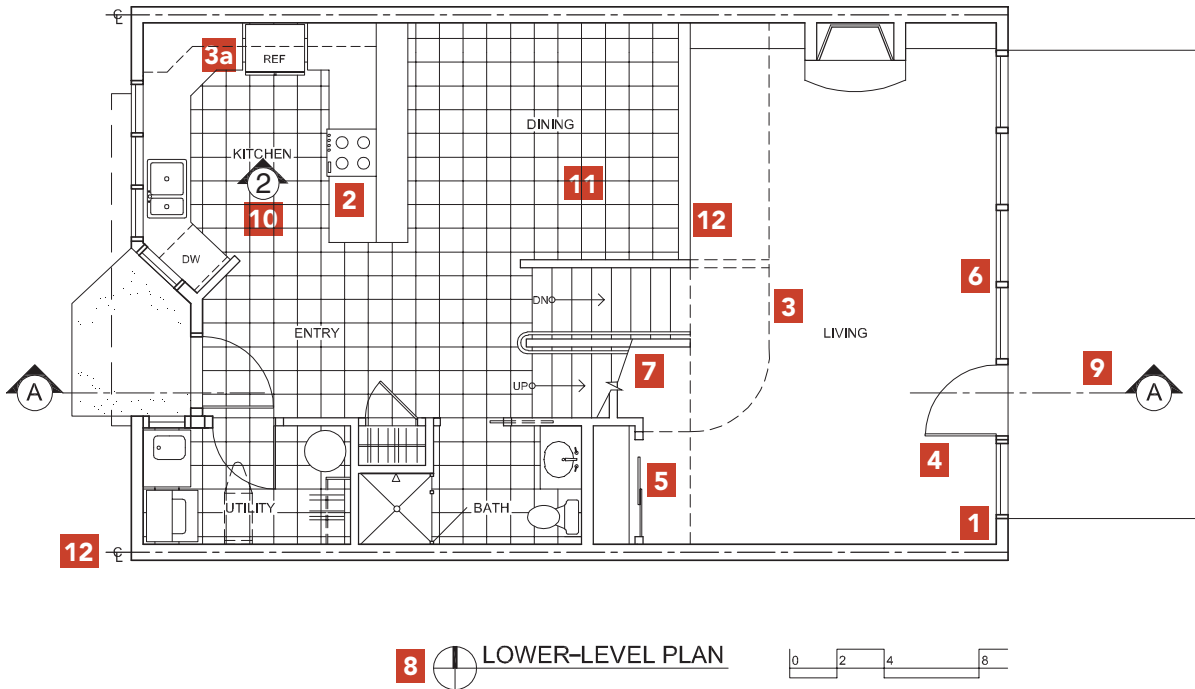 ℄
3a
REF
DINING
KITCHEN
2
2
11
10
12
DW
6
DN
3
ENTRY
LIVING
7
9
UP
A
A
4
5
UTILITY
BATH
1
12
℄
8
LOWER–LEVEL PLAN
0 2 4 8